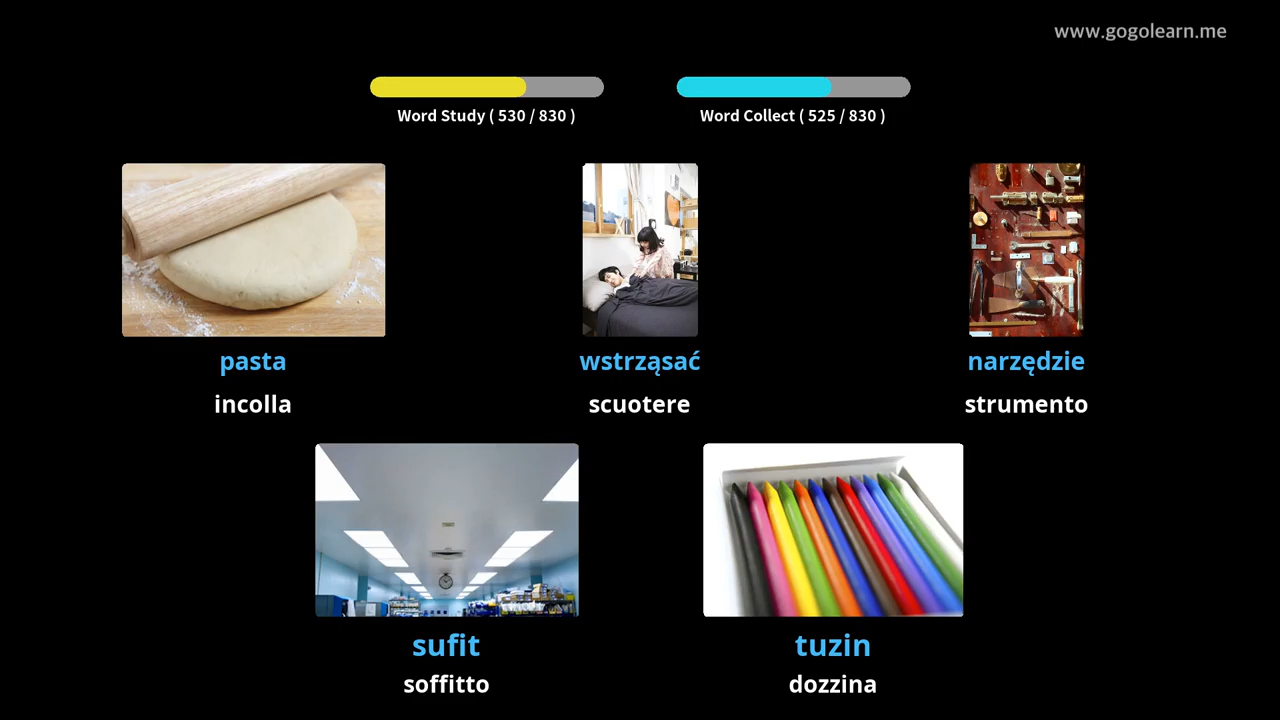 www.gogolearn.me
Word Study ( 530 / 830 )
Word Collect ( 525 / 830 )
pasta
incolla
wstrząsać
scuotere
narzędzie
strumento
sufit
soffitto
tuzin
dozzina